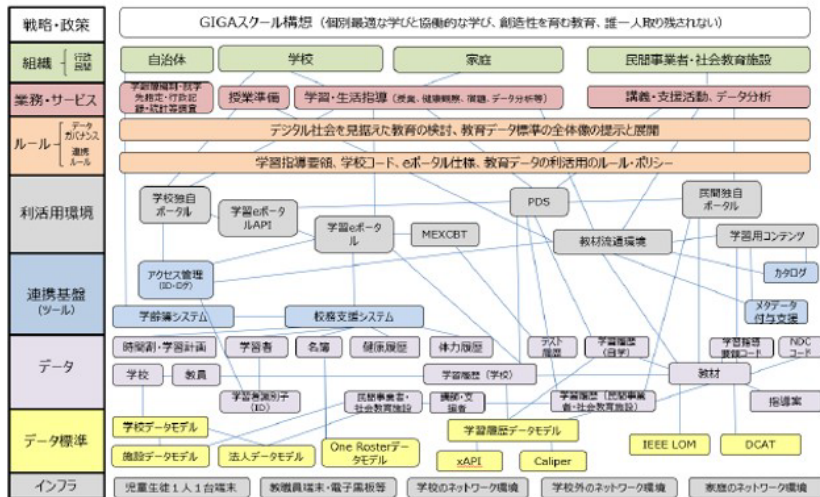 戦略・政策
GIGAスクール構想（個別最適な学びと協働的な学び、創造性を育む教育、誰一人取り残されない）
組織
行政
民間
自治体
学校
家庭
民間事業者・社会教育施設
業務・サービス
学齢簿編制・就学
先指定・行政記
録・統計等調査
授業準備
学習・生活指導（授業、健康観察、宿題、データ分析等）
講義・支援活動、データ分析
ルール
データ
ガバナンス
連携
ルール
デジタル社会を見据えた教育の検討、教育データ標準の全体像の提示と展開
学習指導要領、学校コード、eポータル仕様、教育データの利活用のルール・ポリシー
利活用環境
学校独自
ポータル
学習eポー
タルAPI
学習eポータ
ル
MEXCBT
PDS
教材流通環境
民間独自
ポータル
学習用コンテンツ
連携基盤
(ツール)
アクセス管理
(ID・ログ)
カタログ
メタデータ
付与支援
学齢簿システム
校務支援システム
データ
時間割・学習計画
学習者
名簿
健康履歴
体力履歴
テスト
履歴
学習履歴
(自学)
学習指導
要領コード
NDC
コード
学校
教員
学習履歴（学校）
教材
学習者識別子
(ID)
民間事業者・
社会教育施設
講師・支
援者
学習履歴（民間事業
者・社会教育施設）
指導案
データ標準
学校データモデル
施設データモデル
法人データモデル
One Rosterデー
タモデル
学習履歴データモデル
xAPI
Caliper
IEEE LOM
DCAT
インフラ
児童生徒１人１台端末
教職員端末・電子黒板等
学校のネットワーク環境
学校外のネットワーク環境
家庭のネットワーク環境